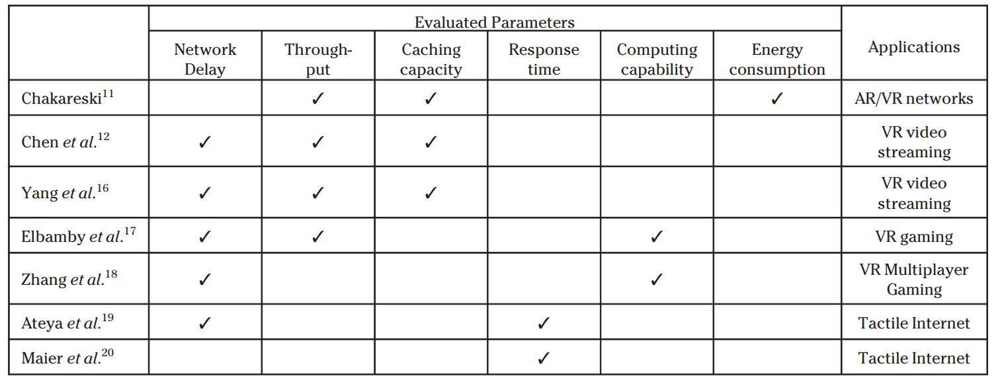 Evaluated Parameters
Network Delay Through-put Caching capacity Response time Computing capability Energy consumption Applications
Chakareski11 ✓ ✓ ✓ AR/VR networks
Chen et al.12 ✓ ✓ ✓ VR video streaming
Yang et al.16 ✓ ✓ ✓ VR video streaming
Elbamby et al.17 ✓ ✓ ✓ VR gaming
Zhang et al.18 ✓ ✓ VR Multiplayer Gaming
Ateya et al.19 ✓ ✓ Tactile Internet
Maier et al.20 ✓ Tactile Internet